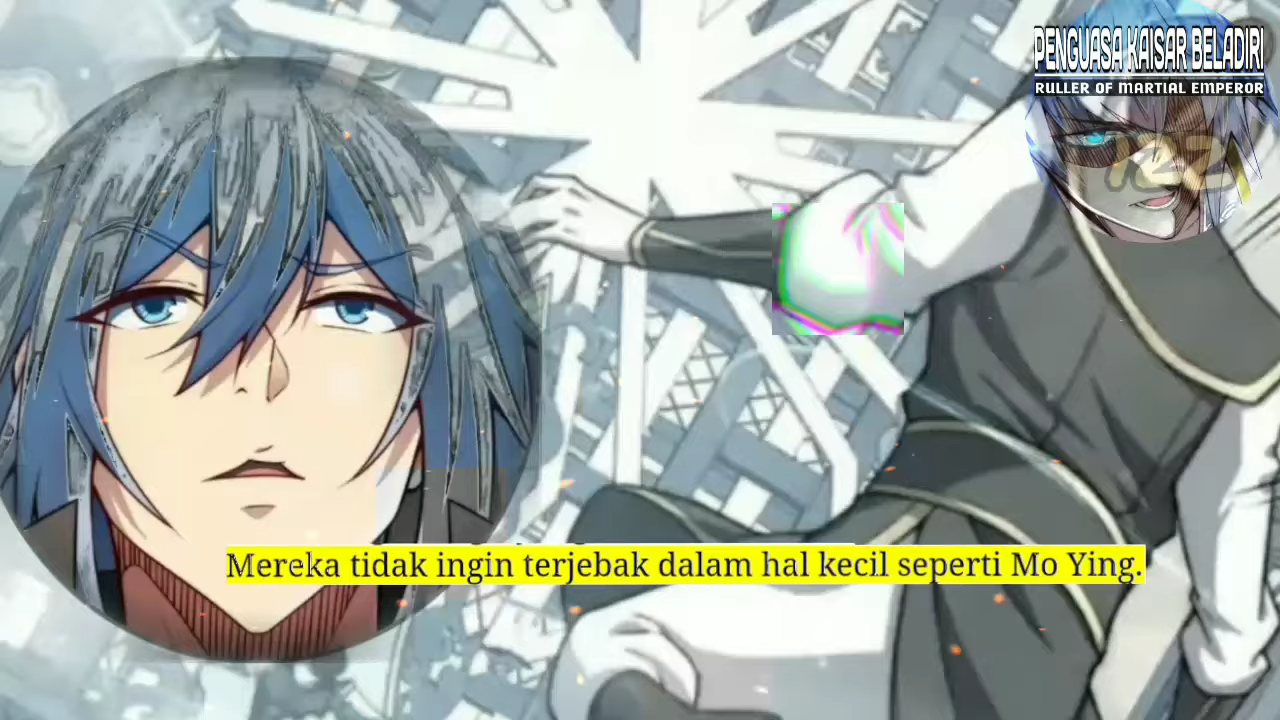 PENGUASA KAISAR BELADIRI
RULLER OF MARTIAL EMPEROR
Mereka tidak ingin terjebak dalam hal kecil seperti Mo Ying.